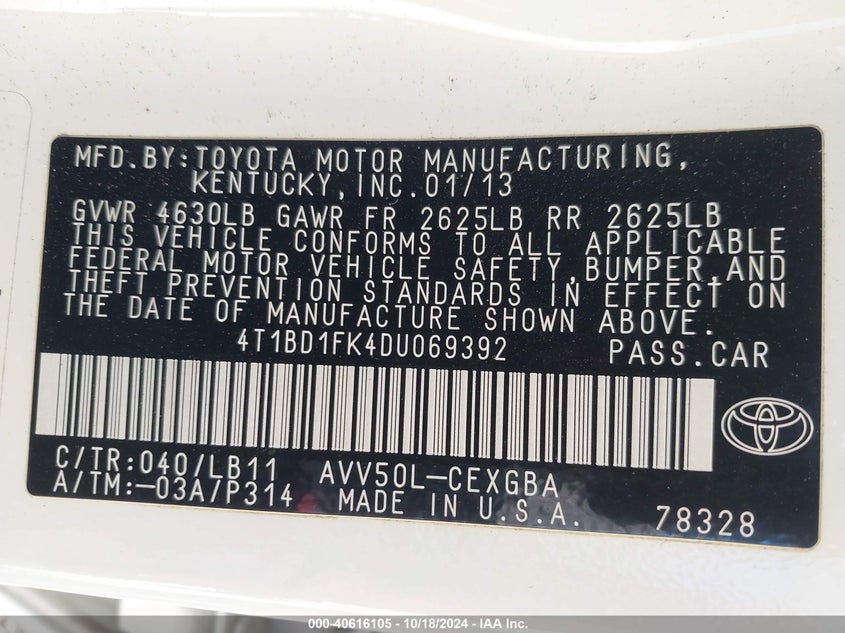 MFD.BY:TOYOTA MOTOR MANUFACTURING,
KENTUCKY,INC.01/13
GVWR 4630LB GAWR FR 2625LB RR 2625LB
THIS VEHICLE CONFORMS TO ALL APPLICABLE
FEDERAL MOTOR VEHICLE SAFETY,BUMPER,AND
THEFT PREVENTION STANDARDS IN EFFECT ON
THE DATE OF MANUFACTURE SHOWN ABOVE.
4T1BD1FK4DU069392 PASS.CAR
C/TR:040/LB11 AVV50L-CEXGBA
A/TM:-03A/P314 MADE IN U.S.A. 78328
000-40616105 - 10/18/2024 - IAA Inc.